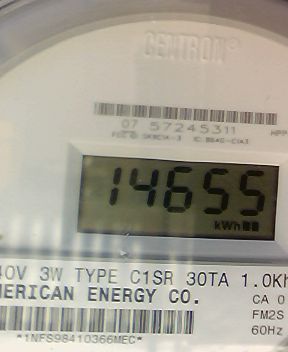 CENTRON®
07 57245311
14655
kWh
40V 3W TYPE C1SR 30TA 1.0Kh
MERICAN ENERGY CO.
CA 0
FM2S
60Hz
*1NFS98410366MEC*